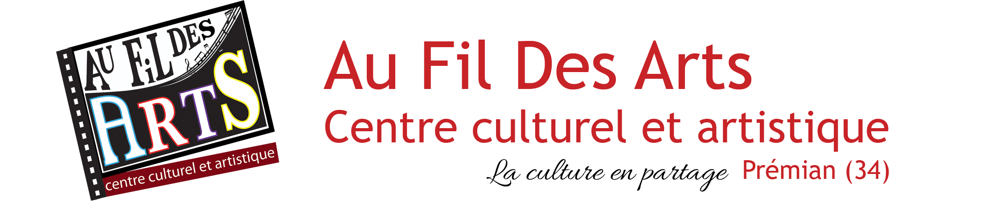 AU FiL DES
ARTS
centre culturel et artistique
Au Fil Des Arts
Centre culturel et artistique
La culture en partage Prémian (34)